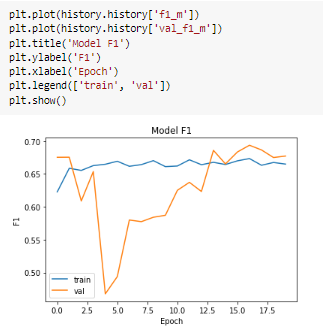 plt.plot(history.history['f1_m'])
plt.plot(history.history['val_f1_m'])
plt.title('Model F1')
plt.ylabel('F1')
plt.xlabel('Epoch')
plt.legend(['train', 'val'])
plt.show()
Model F1
0.70
0.65
0.60
0.55
0.50
F1
train
val
0.0 2.5 5.0 7.5 10.0 12.5 15.0 17.5
Epoch